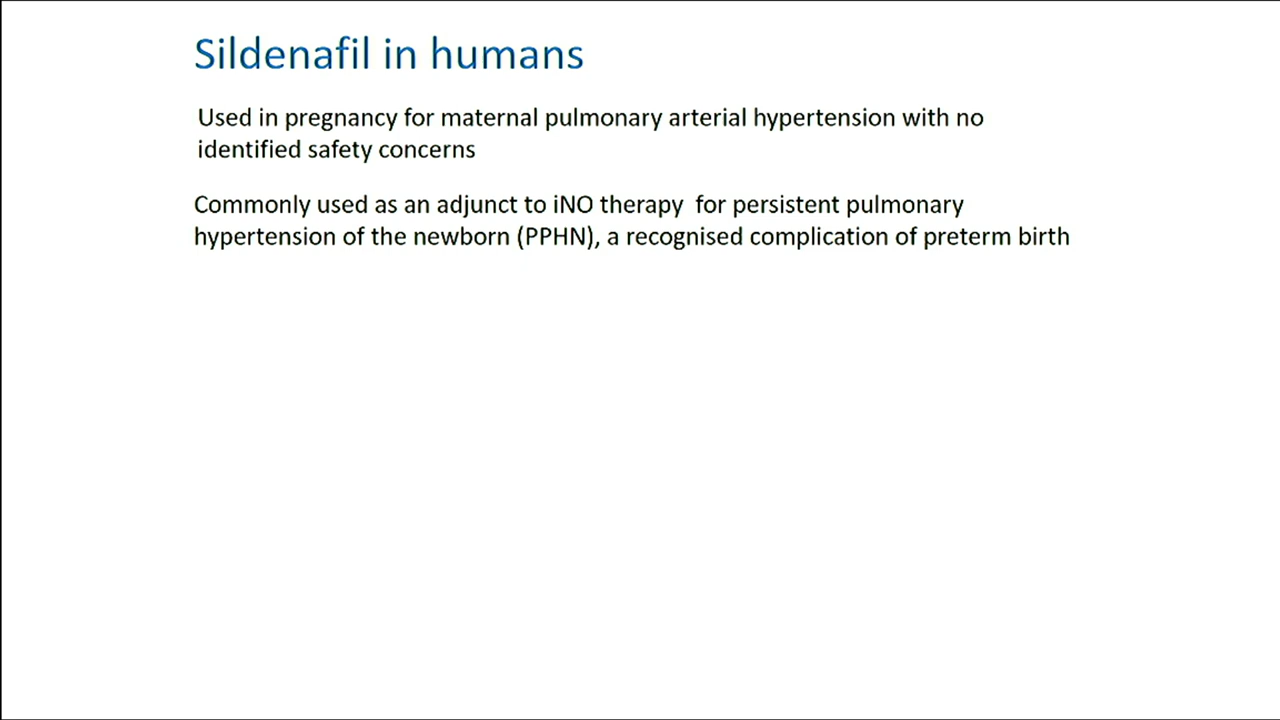 Sildenafil in humans
Used in pregnancy for maternal pulmonary arterial hypertension with no
identified safety concerns
Commonly used as an adjunct to iNO therapy  for persistent pulmonary
hypertension of the newborn (PPHN), a recognised complication of preterm birth